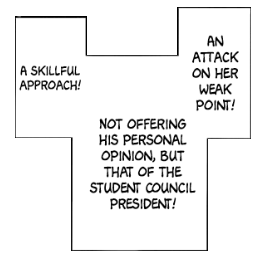 AN
ATTACK
ON HER
WEAK
POINT!
NOT OFFERING
HIS PERSONAL
OPINION, BUT
THAT OF THE
STUDENT COUNCIL
PRESIDENT!
A SKILLFUL
APPROACH!